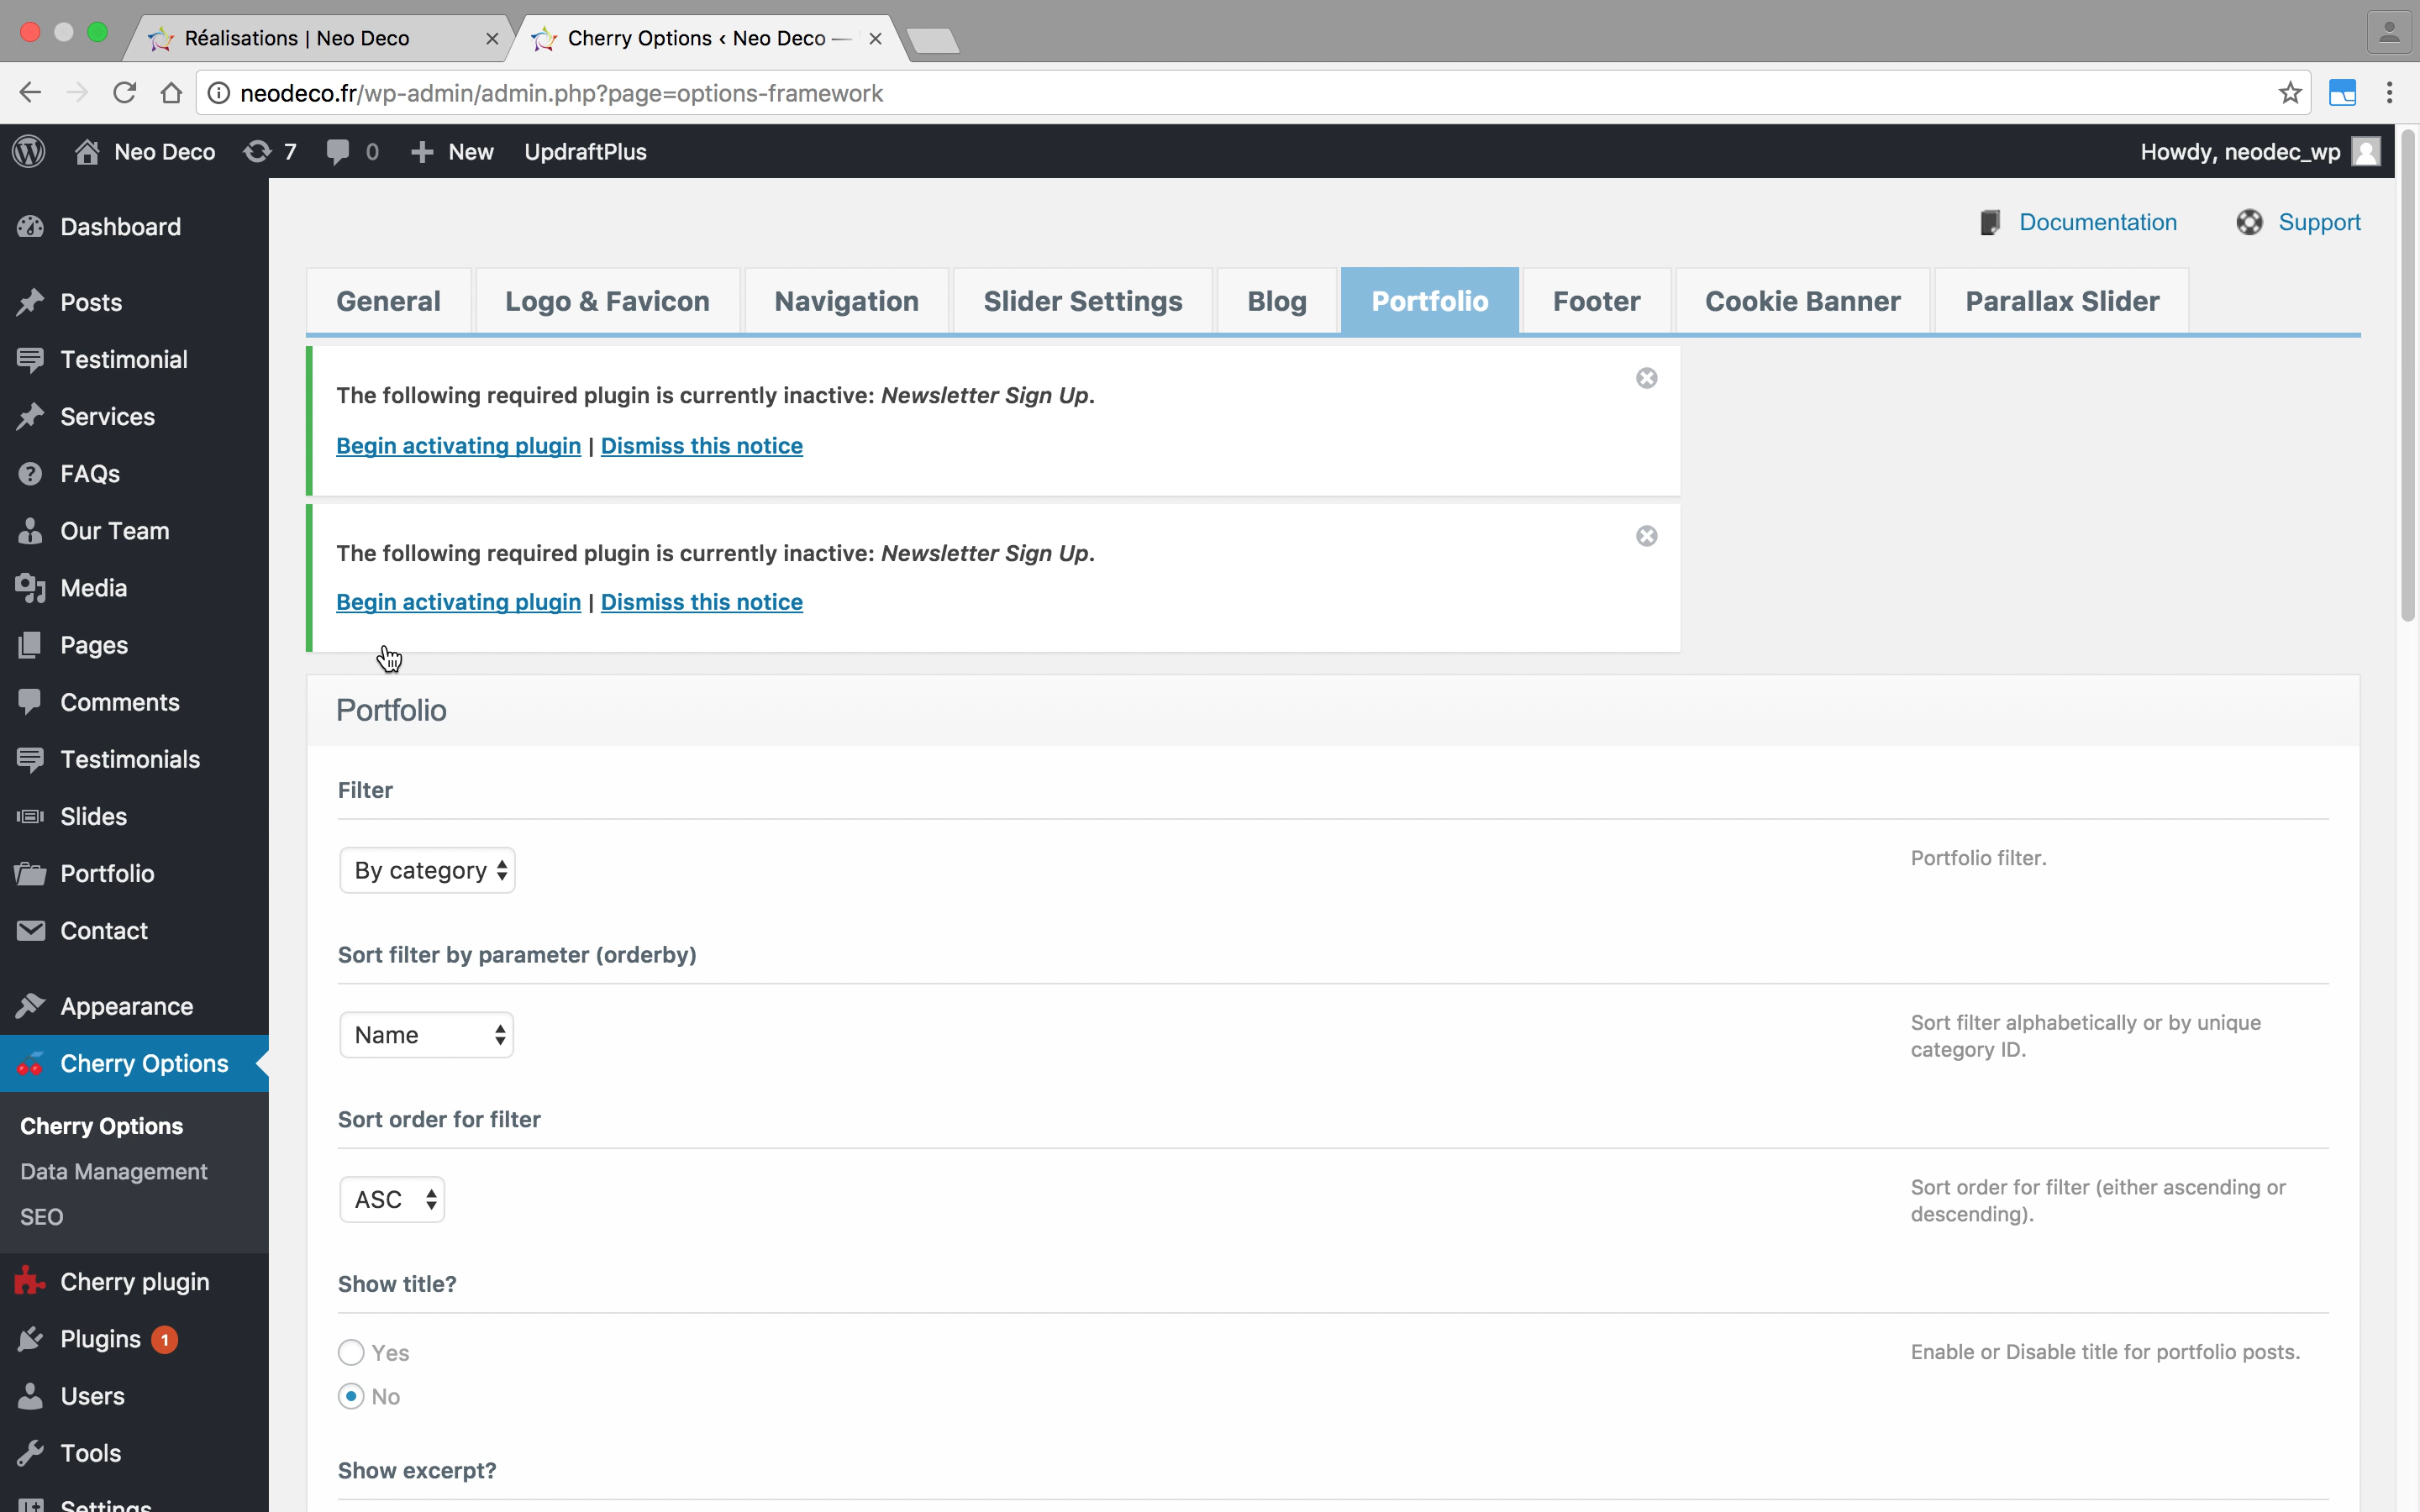 Réalisations | Neo Deco
Cherry Options ‹ Neo Deco —
neodeco.fr/wp-admin/admin.php?page=options-framework
Neo Deco
7
0
New
UpdraftPlus
Howdy, neodec_wp
Dashboard
Posts
Testimonial
Services
FAQs
Our Team
Media
Pages
Comments
Testimonials
Slides
Portfolio
Contact
Appearance
Cherry Options
Cherry Options
Data Management
SEO
Cherry plugin
Plugins 1
Users
Tools
Settings
Documentation
Support
General
Logo & Favicon
Navigation
Slider Settings
Blog
Portfolio
Footer
Cookie Banner
Parallax Slider
The following required plugin is currently inactive: Newsletter Sign Up.
Begin activating plugin | Dismiss this notice
The following required plugin is currently inactive: Newsletter Sign Up.
Begin activating plugin | Dismiss this notice
Portfolio
Filter
By category
Portfolio filter.
Sort filter by parameter (orderby)
Name
Sort filter alphabetically or by unique
category ID.
Sort order for filter
ASC
Sort order for filter (either ascending or
descending).
Show title?
Yes
No
Enable or Disable title for portfolio posts.
Show excerpt?